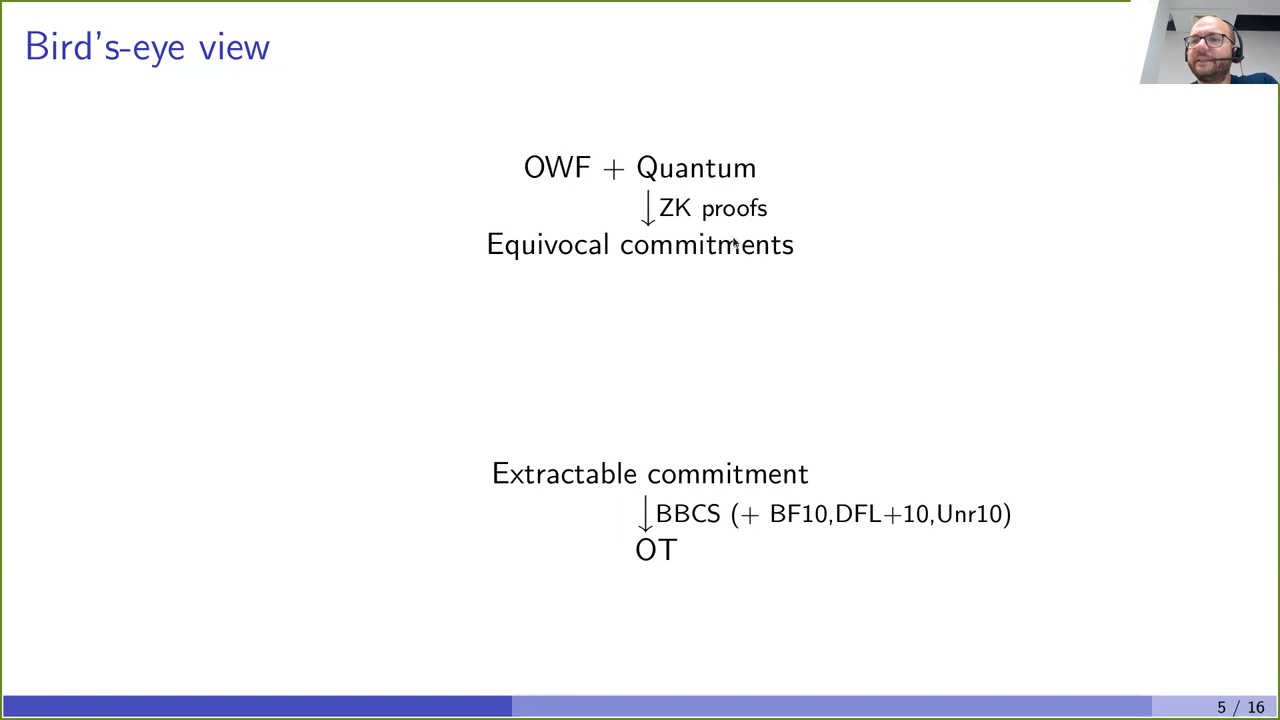 Bird's-eye view
OWF + Quantum
↓ ZK proofs
Equivocal commitments
Extractable commitment
↓ BBCS (+ BF10,DFL+10,Unr10)
OT
5 / 16